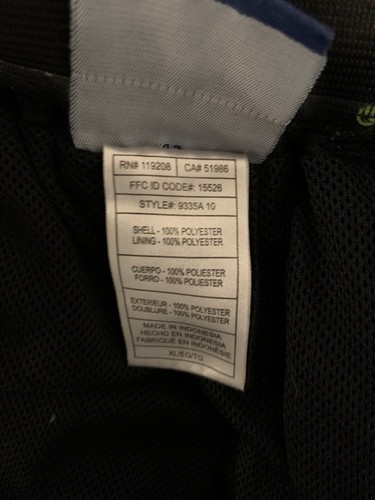 RN# 119208 CA# 51986
FFC ID CODE#: 15526
STYLE#: 9335A 10
SHELL - 100% POLYESTER
LINING - 100% POLYESTER
CUERPO - 100% POLIESTER
FORRO - 100% POLIESTER
EXTERIEUR - 100% POLYESTER
DOUBLURE - 100% POLYESTER
MADE IN INDONESIA
HECHO EN INDONESIA
FABRIQUÉ EN INDONÉSIE
XL/EG/TG